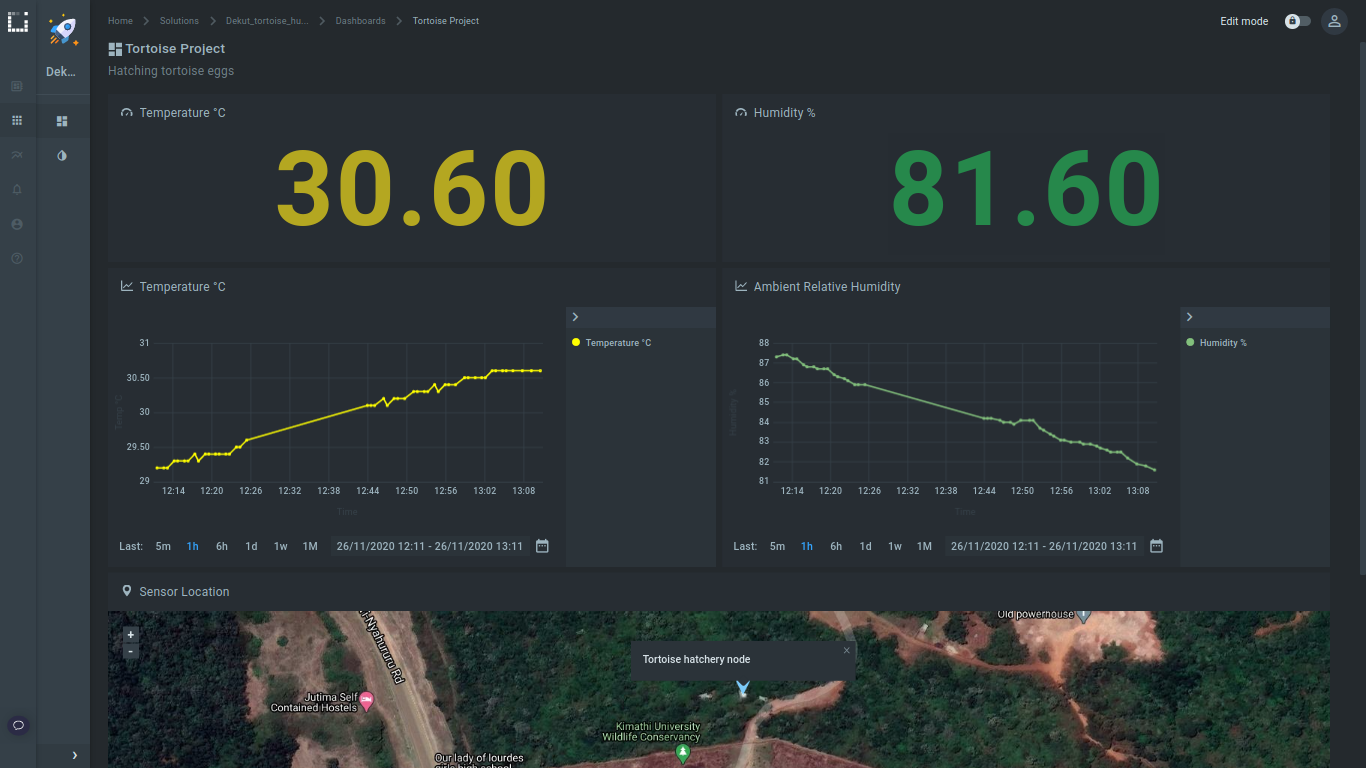 Home
Solutions
Dekut_tortoise_hu...
Dashboards
Tortoise Project
Edit mode
Tortoise Project
Hatching tortoise eggs
Dek...
Temperature °C
30.60
Humidity %
81.60
Temperature °C
31
30.50
30
29.50
29
Temp °C
12:14 12:20 12:26 12:32 12:38 12:44 12:50 12:56 13:02 13:08
Time
Temperature °C
Last: 5m 1h 6h 1d 1w 1M 26/11/2020 12:11 - 26/11/2020 13:11
Ambient Relative Humidity
88
87
86
85
84
83
82
81
Humidity %
12:14 12:20 12:26 12:32 12:38 12:44 12:50 12:56 13:02 13:08
Time
Humidity %
Last: 5m 1h 6h 1d 1w 1M 26/11/2020 12:11 - 26/11/2020 13:11
Sensor Location
+
-
Nyahururu Rd
Old powerhouse
Tortoise hatchery node
Jutima Self
Contained Hostels
Kimathi University
Wildlife Conservancy
Our lady of lourdes
girls high school